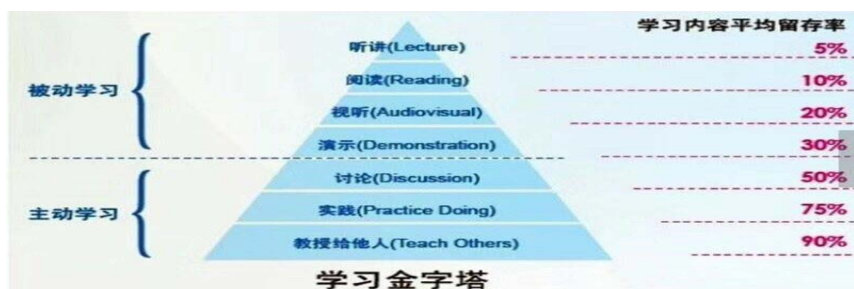 学习内容平均留存率
听讲(Lecture)
5%
阅读(Reading)
10%
被动学习
视听(Audiovisual)
20%
演示(Demonstration)
30%
讨论(Discussion)
50%
主动学习
实践(Practice Doing)
75%
教授给他人(Teach Others)
90%
学习金字塔